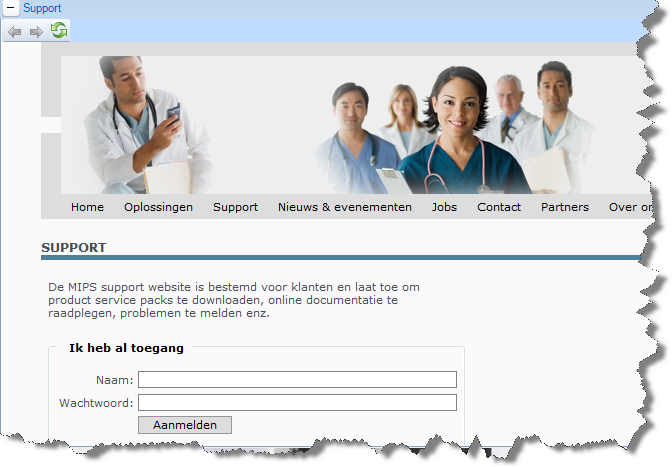 Support
Home Oplossingen Support Nieuws & evenementen Jobs Contact Partners Over
SUPPORT
De MIPS support website is bestemd voor klanten en laat toe om
product service packs te downloaden, online documentatie te
raadplegen, problemen te melden enz.
Ik heb al toegang
Naam:
Wachtwoord:
Aanmelden